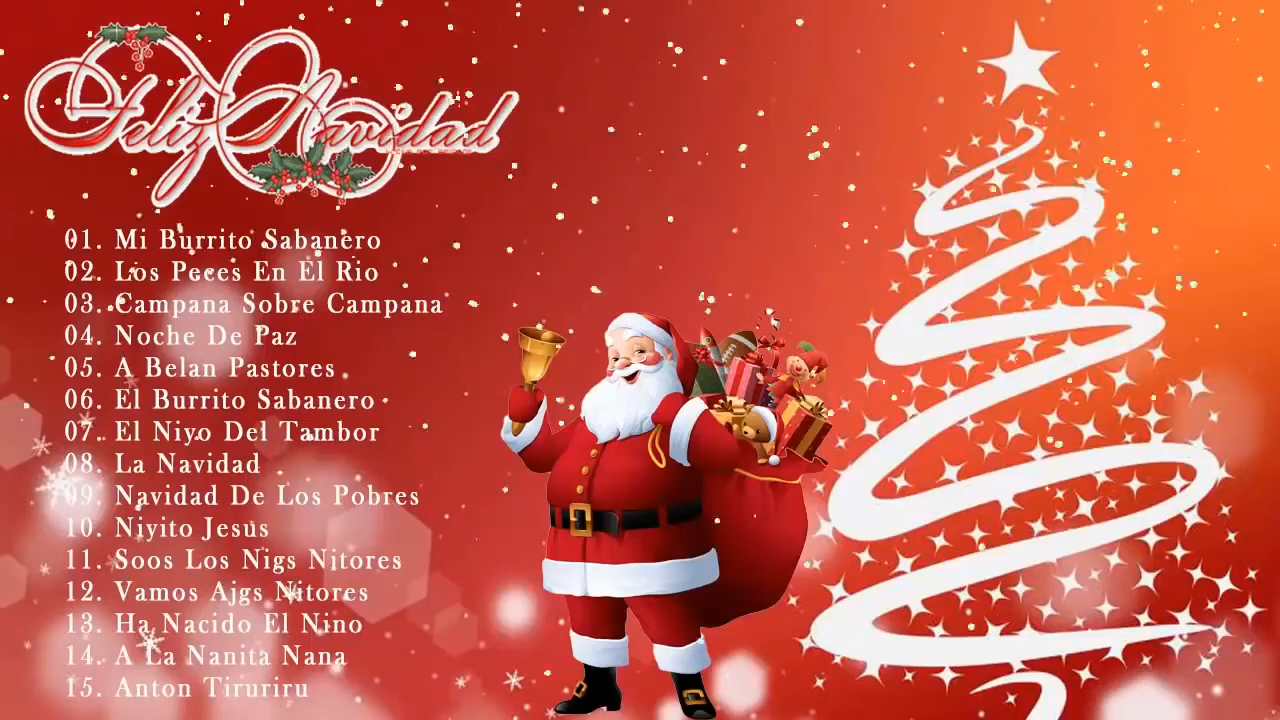 Feliz Navidad
01. Mi Burrito Sabanero
02. Los Peces En El Rio
03. Campana Sobre Campana
04. Noche De Paz
05. A Belan Pastores
06. El Burrito Sabanero
07. El Niyo Del Tambor
08. La Navidad
09. Navidad De Los Pobres
10. Niyito Jesus
11. Soos Los Nigs Nitores
12. Vamos Ajgs Nitores
13. Ha Nacido El Nino
14. A La Nanita Nana
15. Anton Tiruriru